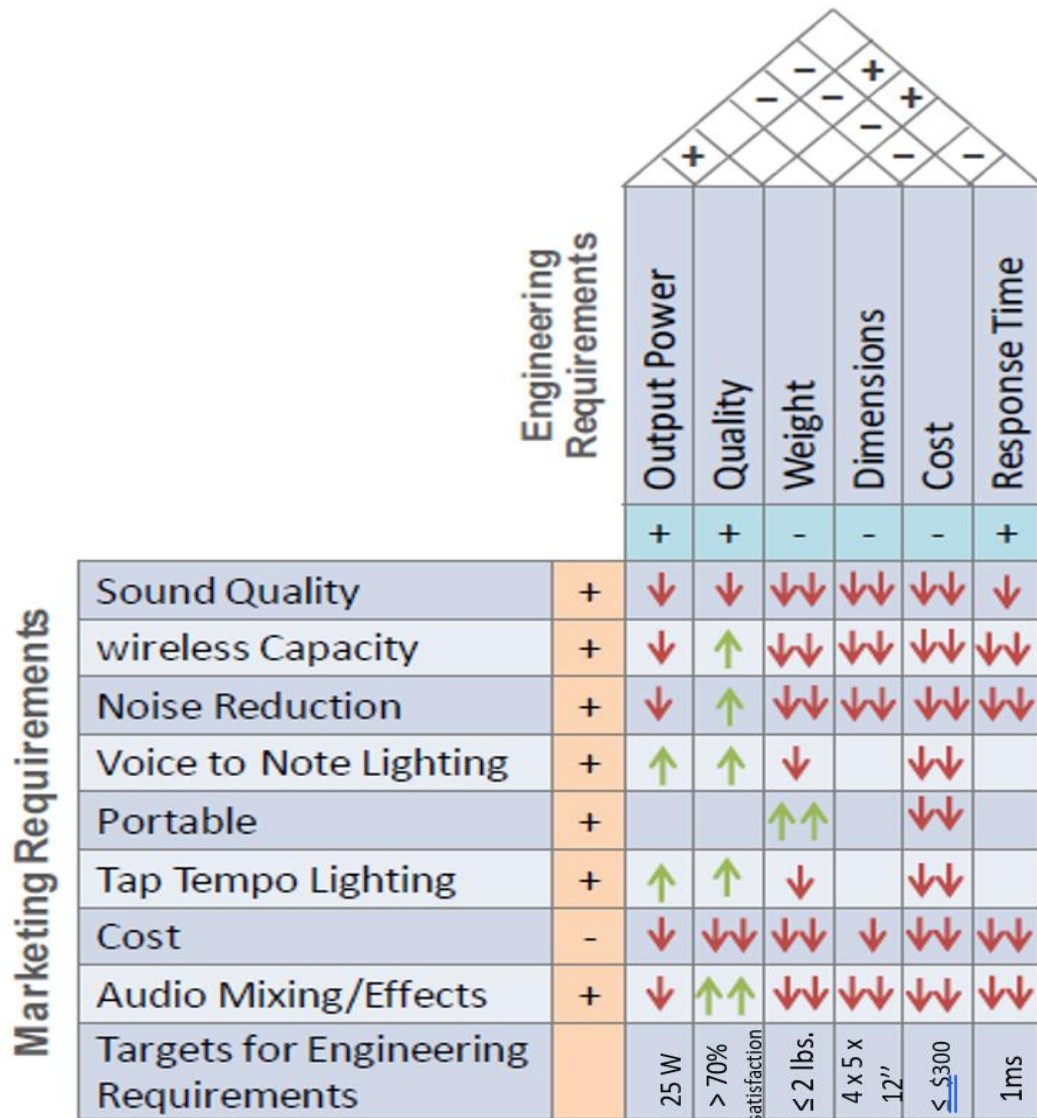 − +
− − +
−
+ − −
Engineering
Requirements
Output Power
Quality
Weight
Dimensions
Cost
Response Time
+ + - - - +
Marketing Requirements
Sound Quality + ↓ ↓ ↓↓ ↓↓ ↓↓ ↓
wireless Capacity + ↓ ↑ ↓↓ ↓↓ ↓↓ ↓↓
Noise Reduction + ↓ ↑ ↓↓ ↓↓ ↓↓ ↓↓
Voice to Note Lighting + ↑ ↑ ↓ ↓↓
Portable + ↑↑ ↓↓
Tap Tempo Lighting + ↑ ↑ ↓ ↓↓
Cost - ↓ ↓↓ ↓↓ ↓ ↓↓ ↓↓
Audio Mixing/Effects + ↓ ↑↑ ↓↓ ↓↓ ↓↓ ↓↓
Targets for Engineering
Requirements
25 W
> 70%
satisfaction
≤ 2 lbs.
4 x 5 x
12”
≤ $300
1ms